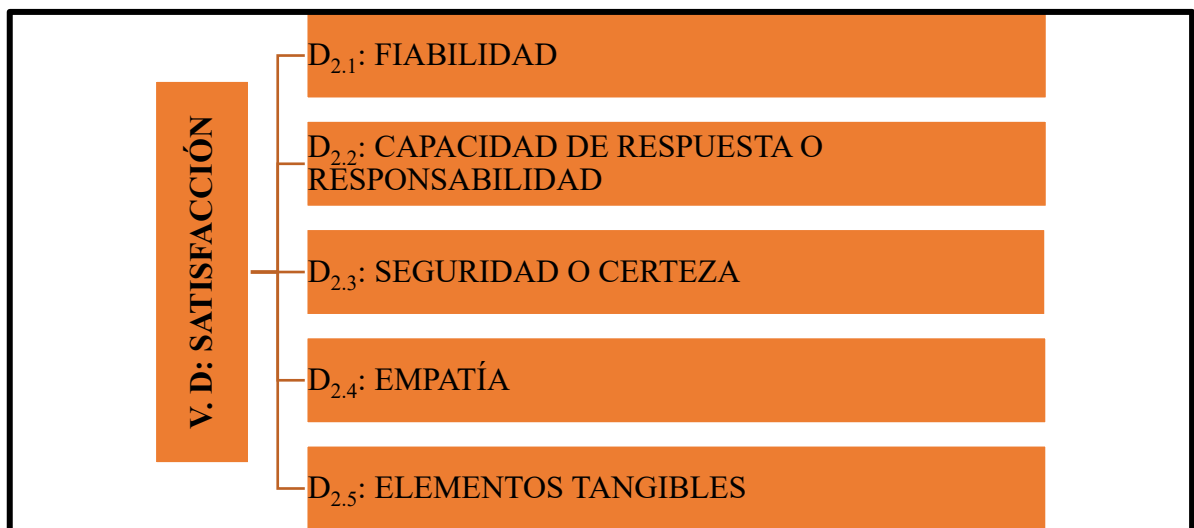 V. D: SATISFACCIÓN
D2.1: FIABILIDAD
D2.2: CAPACIDAD DE RESPUESTA O
RESPONSABILIDAD
D2.3: SEGURIDAD O CERTEZA
D2.4: EMPATÍA
D2.5: ELEMENTOS TANGIBLES